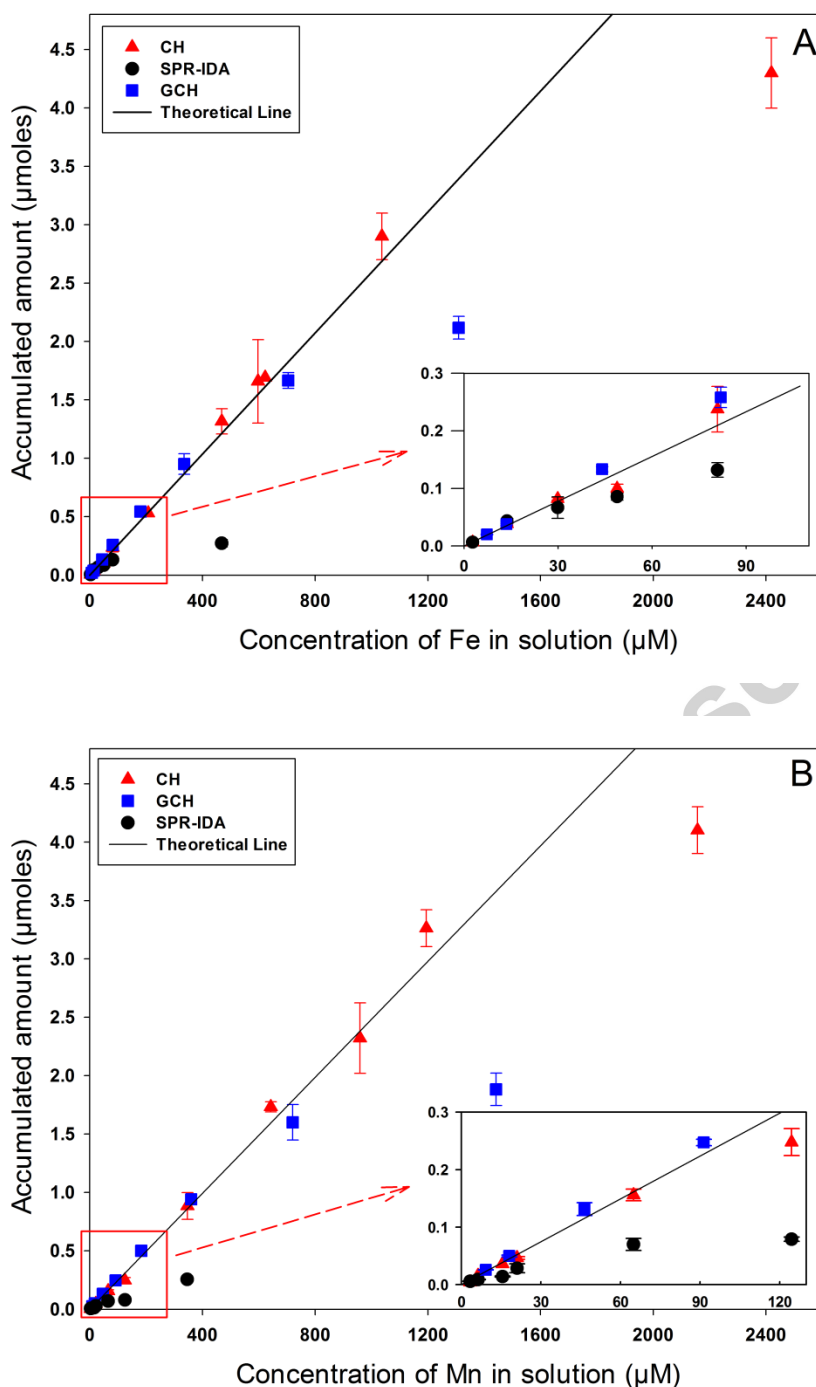 A
CH
SPR-IDA
GCH
Theoretical Line
Accumulated amount (µmoles)
4.5
4.0
3.5
3.0
2.5
2.0
1.5
1.0
0.5
0.0
0.3
0.2
0.1
0.0
0 30 60 90
0 400 800 1200 1600 2000 2400
Concentration of Fe in solution (µM)
B
CH
GCH
SPR-IDA
Theoretical Line
Accumulated amount (µmoles)
4.5
4.0
3.5
3.0
2.5
2.0
1.5
1.0
0.5
0.0
0.3
0.2
0.1
0.0
0 30 60 90 120
0 400 800 1200 1600 2000 2400
Concentration of Mn in solution (µM)